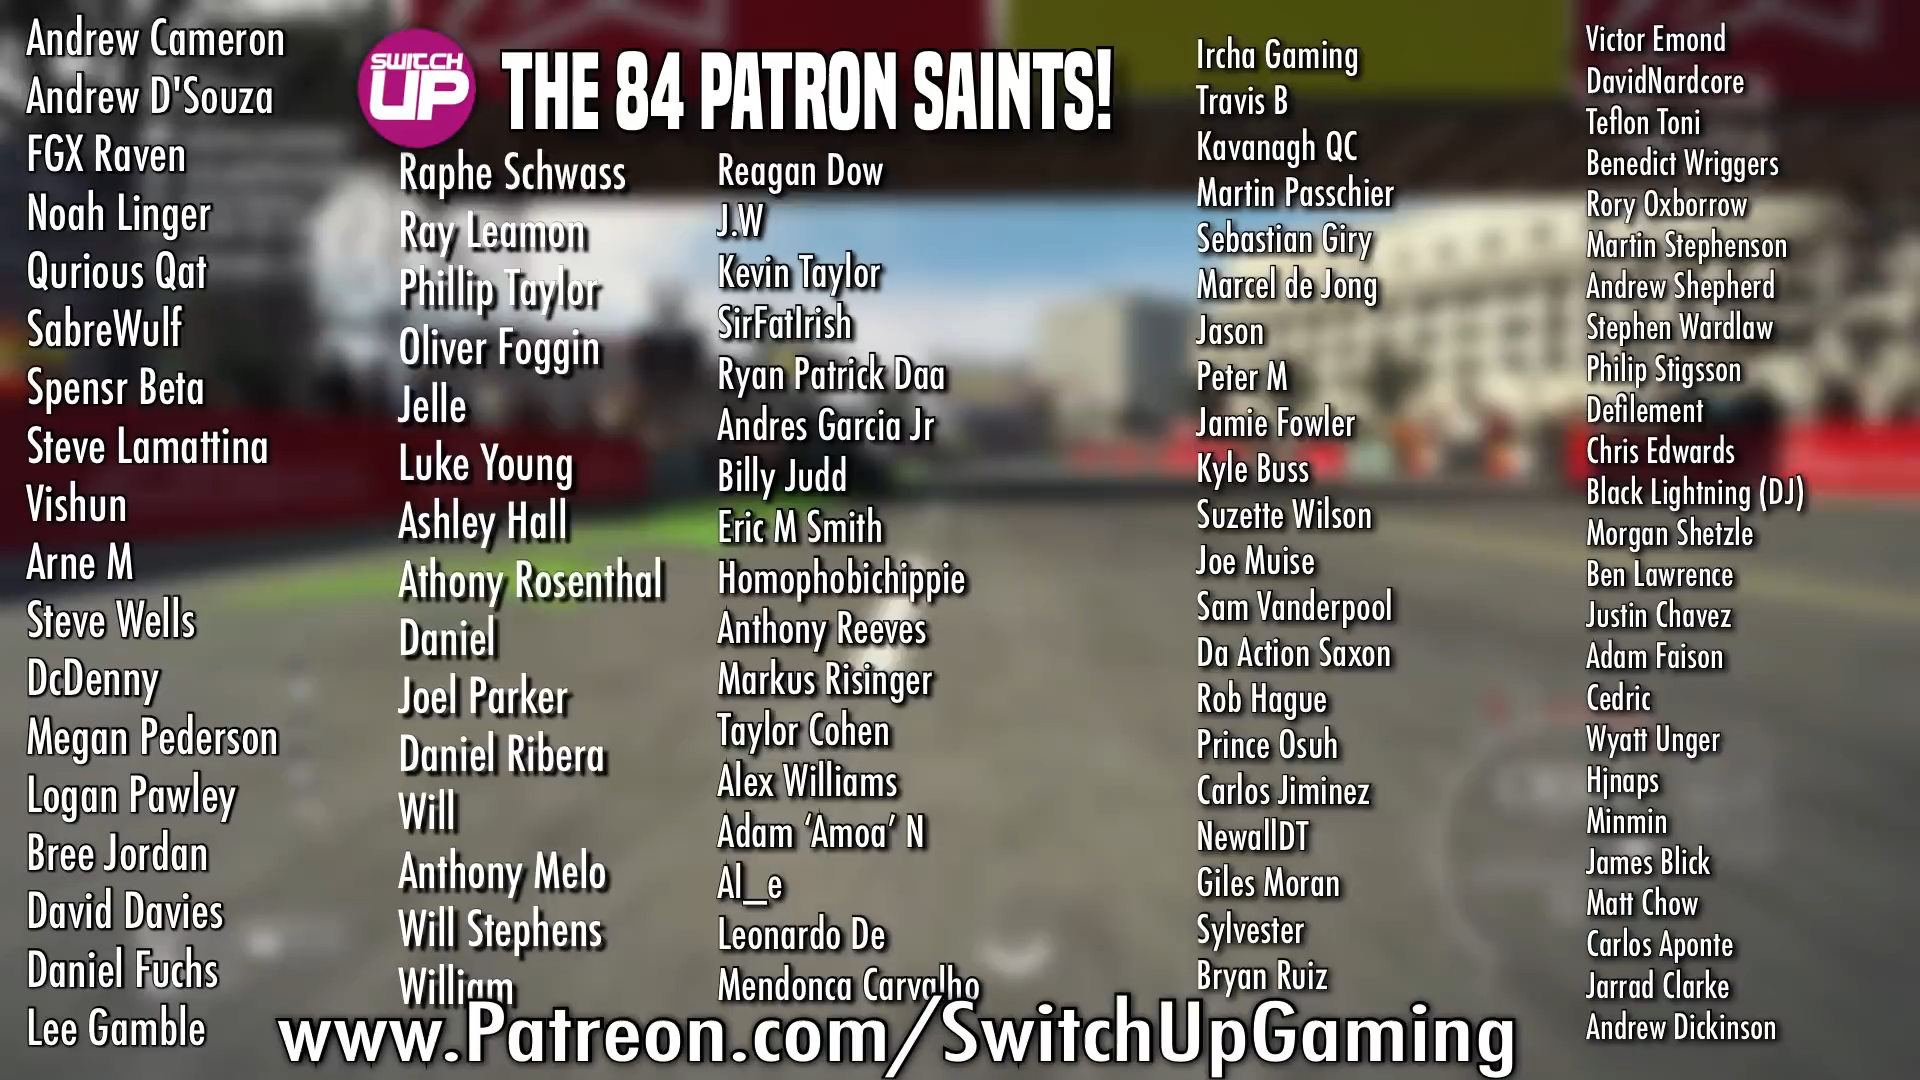 Andrew Cameron
Andrew D'Souza
FGX Raven
Noah Linger
Qurious Qat
SabreWulf
Spensr Beta
Steve Lamattina
Vishun
Arne M
Steve Wells
DcDenny
Megan Pederson
Logan Pawley
Bree Jordan
David Davies
Daniel Fuchs
Lee Gamble
SWITCH
UP
THE 84 PATRON SAINTS!
Raphe Schwass
Ray Leamon
Phillip Taylor
Oliver Foggin
Jelle
Luke Young
Ashley Hall
Athony Rosenthal
Daniel
Joel Parker
Daniel Ribera
Will
Anthony Melo
Will Stephens
William
Reagan Dow
J.W
Kevin Taylor
SirFatIrish
Ryan Patrick Daa
Andres Garcia Jr
Billy Judd
Eric M Smith
Homophobichippie
Anthony Reeves
Markus Risinger
Taylor Cohen
Alex Williams
Adam ‘Amoa’ N
Al_e
Leonardo De
Mendonca Carvalho
Ircha Gaming
Travis B
Kavanagh QC
Martin Passchier
Sebastian Giry
Marcel de Jong
Jason
Peter M
Jamie Fowler
Kyle Buss
Suzette Wilson
Joe Muise
Sam Vanderpool
Da Action Saxon
Rob Hague
Prince Osuh
Carlos Jiminez
NewallDT
Giles Moran
Sylvester
Bryan Ruiz
Victor Emond
DavidNardcore
Teflon Toni
Benedict Wriggers
Rory Oxborrow
Martin Stephenson
Andrew Shepherd
Stephen Wardlaw
Philip Stigsson
Defilement
Chris Edwards
Black Lightning (DJ)
Morgan Shetzle
Ben Lawrence
Justin Chavez
Adam Faison
Cedric
Wyatt Unger
Hjnaps
Minmin
James Blick
Matt Chow
Carlos Aponte
Jarrad Clarke
Andrew Dickinson
www.Patreon.com/SwitchUpGaming